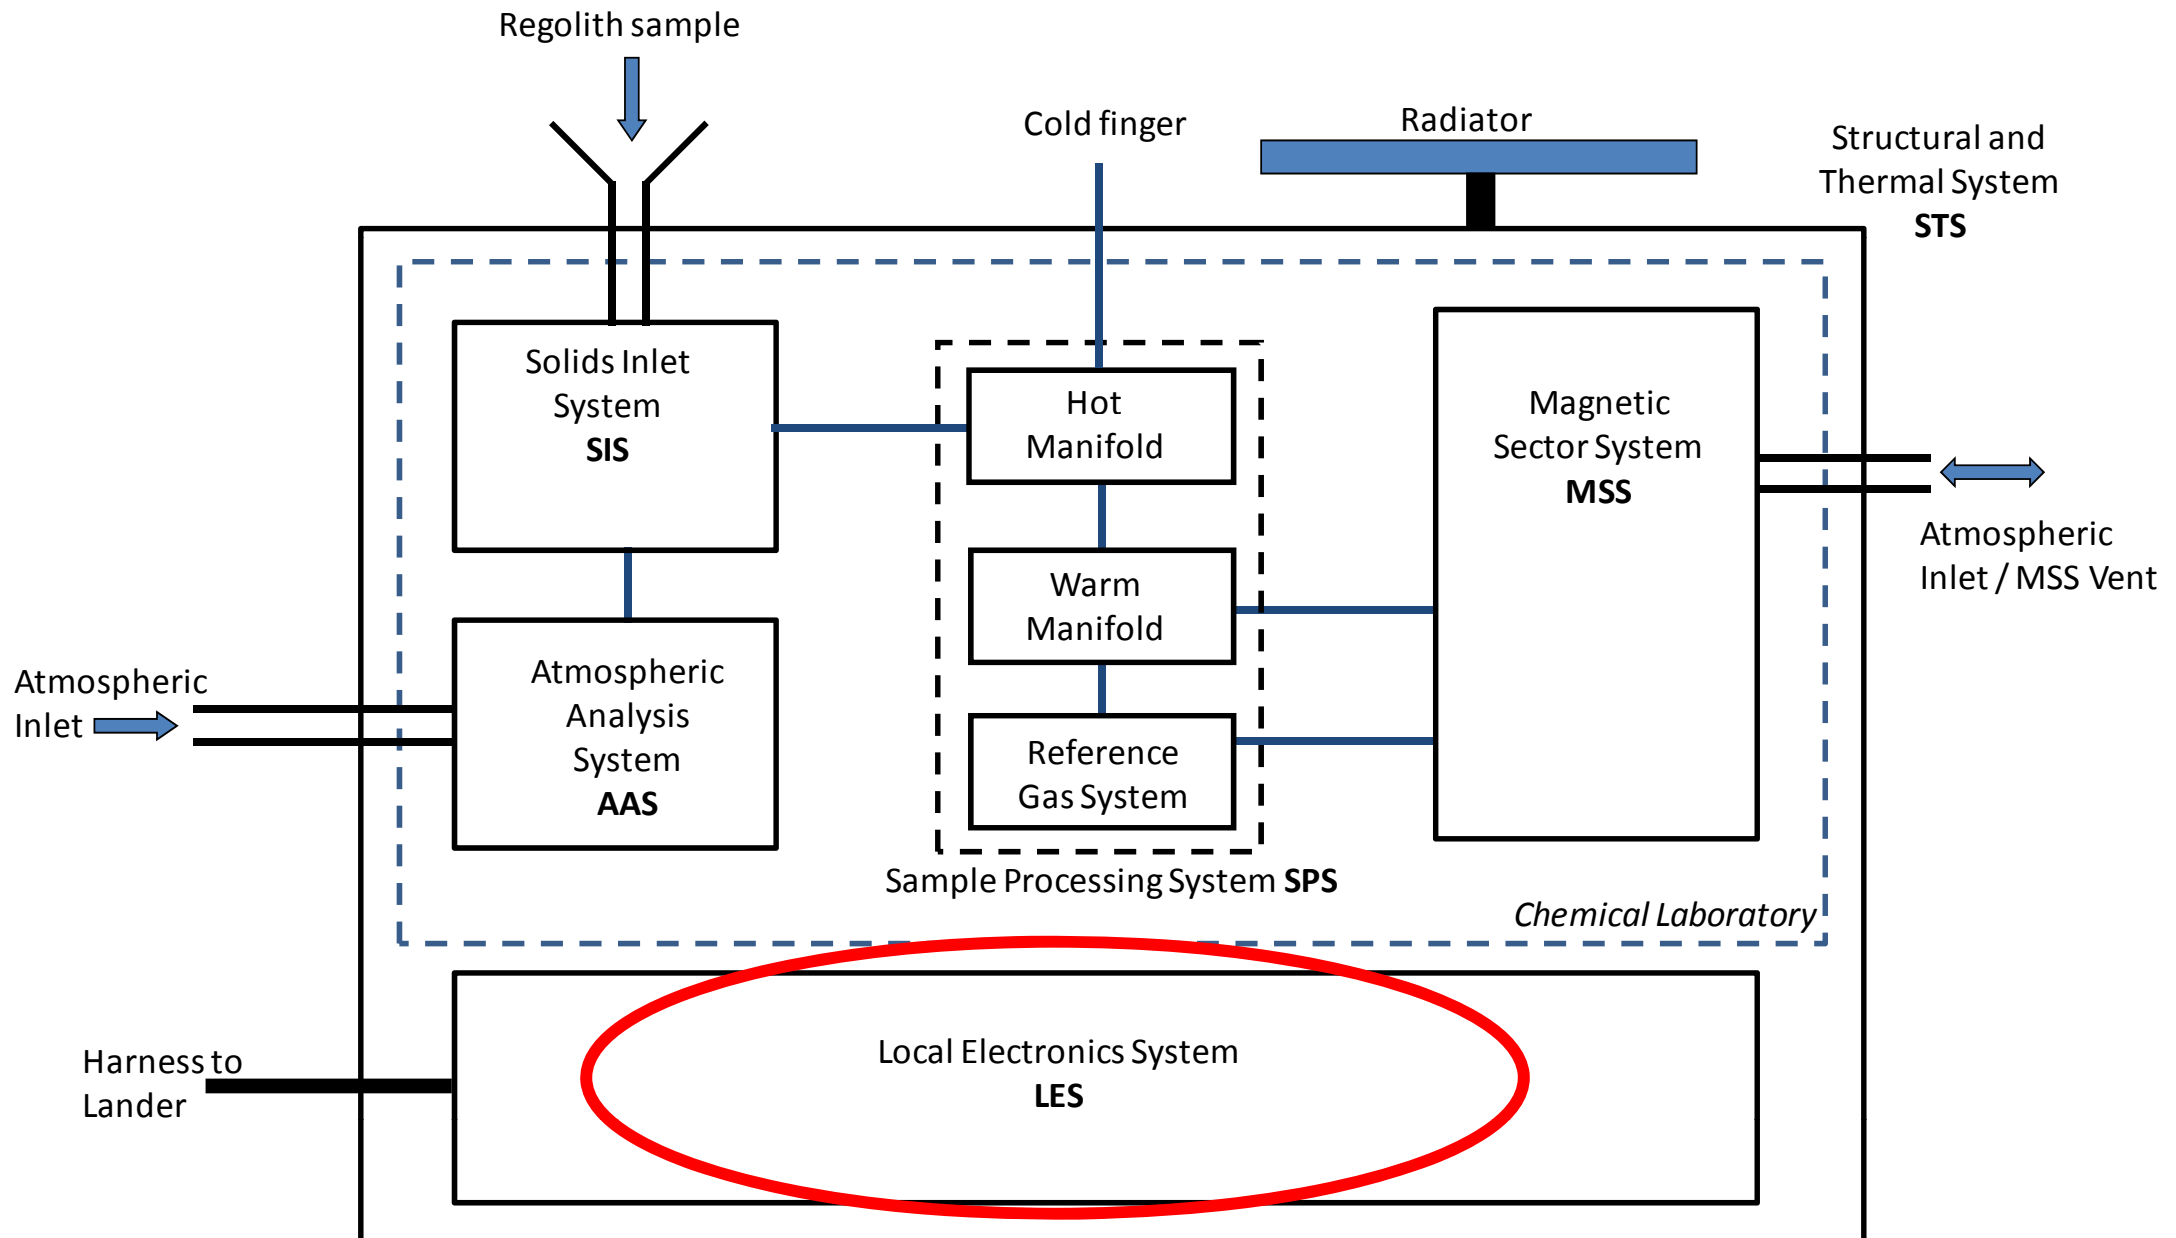 Regolith sample
Cold finger
Radiator
Structural and
Thermal System
STS
Solids Inlet
System
SIS
Hot
Manifold
Magnetic
Sector System
MSS
Atmospheric
Inlet / MSS Vent
Warm
Manifold
Atmospheric
Inlet
Atmospheric
Analysis
System
AAS
Reference
Gas System
Sample Processing System SPS
Chemical Laboratory
Local Electronics System
LES
Harness to
Lander